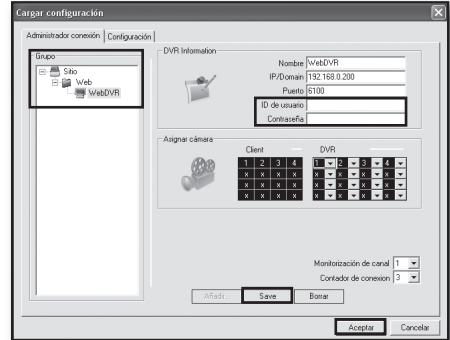 Cargar configuración
Administrador conexión
Configuración
Grupo
Sitio
Web
WebDVR
DVR Information
Nombre WebDVR
IP/Domain 192.168.0.200
Puerto 6100
ID de usuario
Contraseña
Asignar cámara
Client DVR
1 2 3 4 1 2 3 4
x x x x x x x x
x x x x x x x x
x x x x x x x x
Monitorización de canal 1
Contador de conexion 3
Añadir... Save Borrar
Aceptar Cancelar